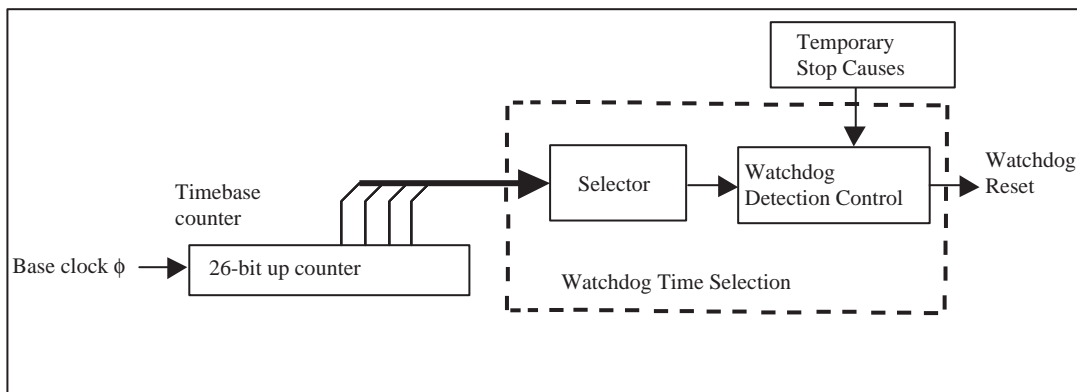 Temporary
Stop Causes
Watchdog
Reset
Selector
Watchdog
Detection Control
Timebase
counter
Base clock ϕ
26-bit up counter
Watchdog Time Selection